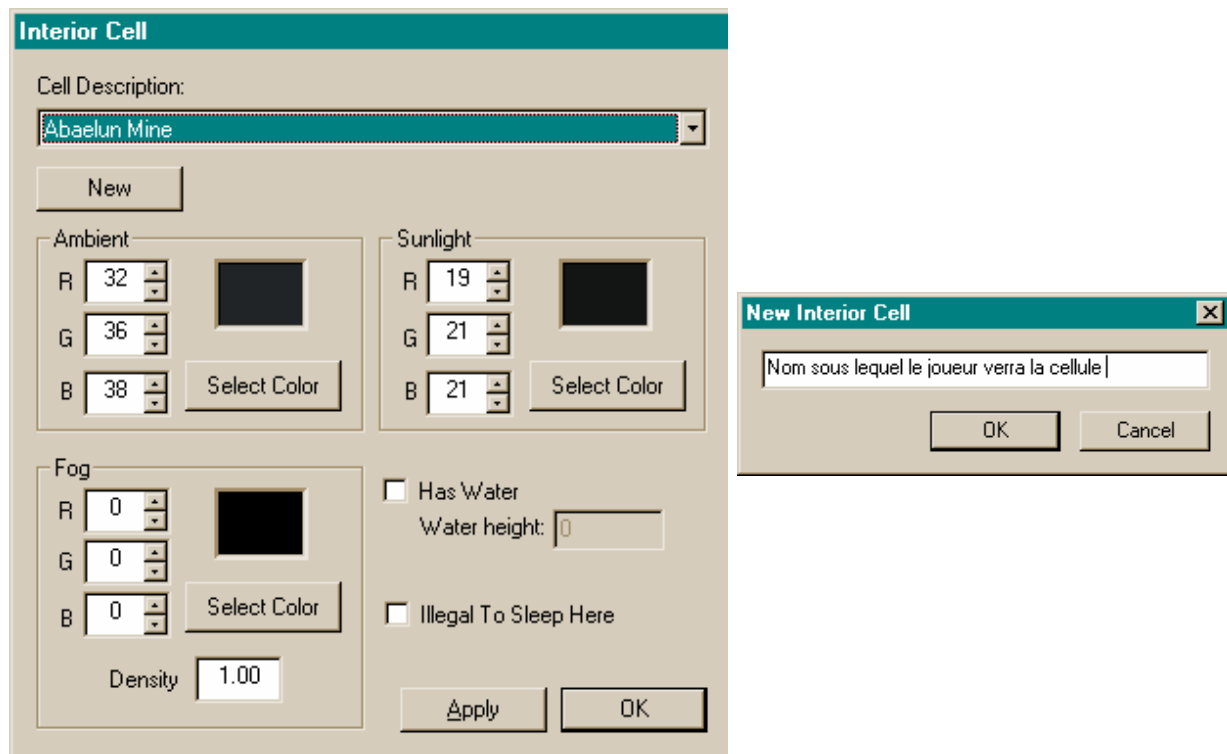 Interior Cell
Cell Description:
Abaelun Mine
New
Ambient
R 32
G 36
B 38
Select Color
Sunlight
R 19
G 21
B 21
Select Color
Fog
R 0
G 0
B 0
Select Color
Density 1.00
Has Water
Water height: 0
Illegal To Sleep Here
Apply OK
New Interior Cell
Nom sous lequel le joueur verra la cellule
OK Cancel